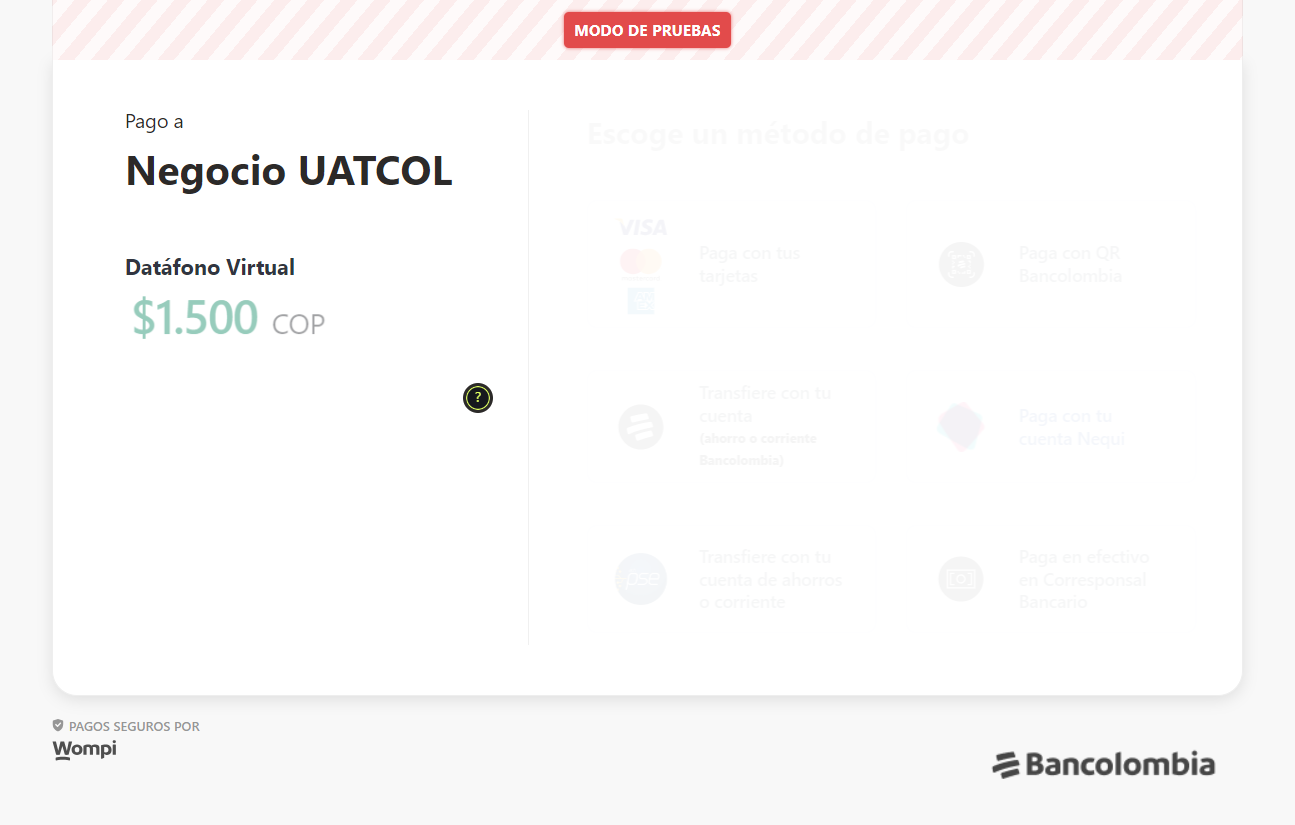 MODO DE PRUEBAS
Pago a
Negocio UATCOL
Datáfono Virtual
$1.500 COP
?
Escoge un método de pago
VISA
Paga con tus
tarjetas
Paga con QR
Bancolombia
Transfiere con tu
cuenta
(ahorro o corriente
Bancolombia)
Paga con tu
cuenta Nequi
pse
Transfiere con tu
cuenta de ahorros
o corriente
Paga en efectivo
en Corresponsal
Bancario
PAGOS SEGUROS POR
Wompi
Bancolombia